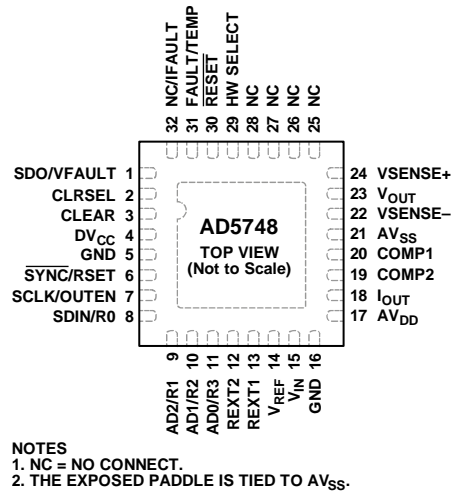 32 NC/IFAULT
31 FAULT/TEMP
30 RESET
29 HW SELECT
28 NC
27 NC
26 NC
25 NC
SDO/VFAULT 1
CLRSEL 2
CLEAR 3
DVCC 4
GND 5
SYNC/RSET 6
SCLK/OUTEN 7
SDIN/R0 8
AD5748
TOP VIEW
(Not to Scale)
24 VSENSE+
23 VOUT
22 VSENSE–
21 AVSS
20 COMP1
19 COMP2
18 IOUT
17 AVDD
AD2/R1 9
AD1/R2 10
AD0/R3 11
REXT2 12
REXT1 13
VREF 14
VIN 15
GND 16
NOTES
1. NC = NO CONNECT.
2. THE EXPOSED PADDLE IS TIED TO AVSS.